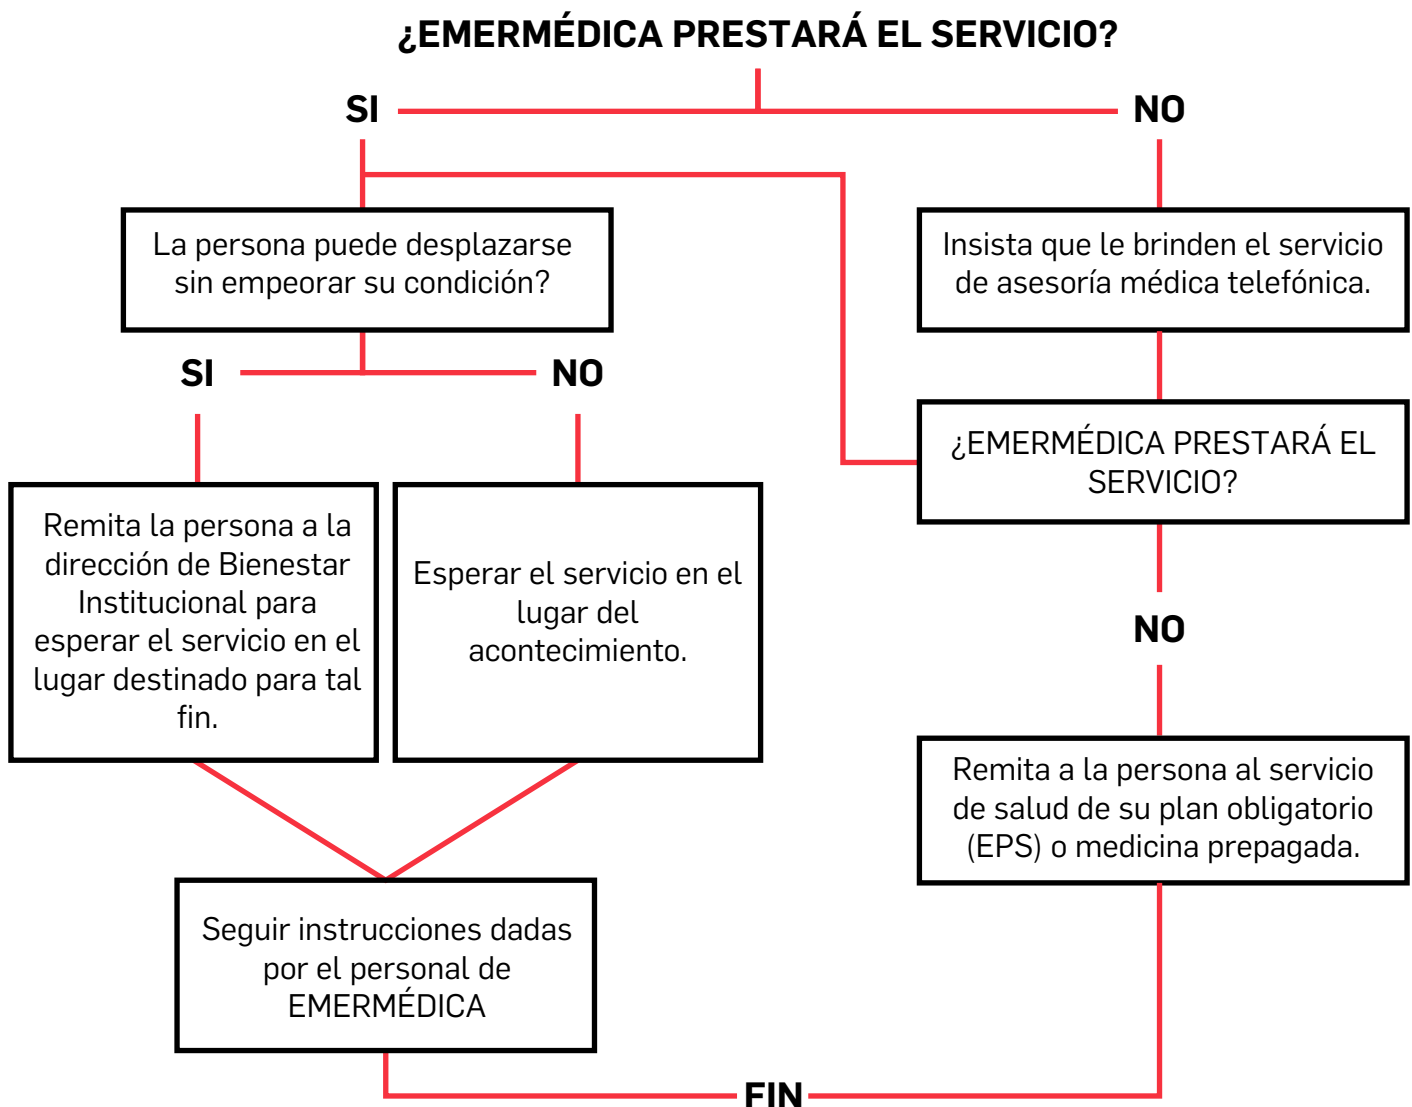 ¿EMERMÉDICA PRESTARÁ EL SERVICIO?
SI
NO
La persona puede desplazarse
sin empeorar su condición?
Insista que le brinden el servicio
de asesoría médica telefónica.
SI
NO
¿EMERMÉDICA PRESTARÁ EL
SERVICIO?
Remita la persona a la
dirección de Bienestar
Institucional para
esperar el servicio en el
lugar destinado para tal
fin.
Esperar el servicio en el
lugar del
acontecimiento.
NO
Remita a la persona al servicio
de salud de su plan obligatorio
(EPS) o medicina prepagada.
Seguir instrucciones dadas
por el personal de
EMERMÉDICA
FIN